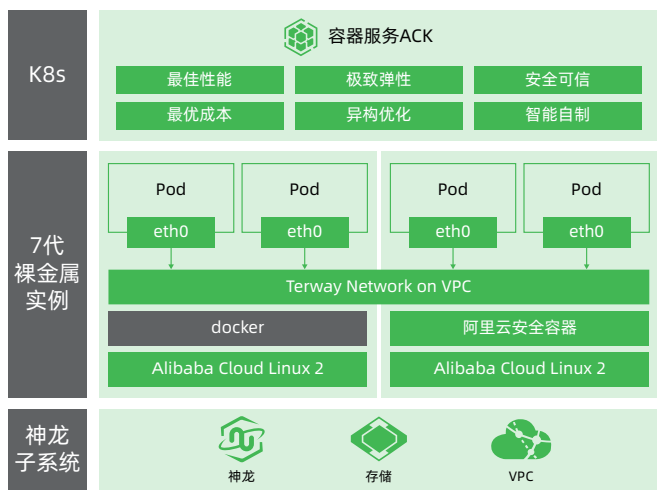 K8s
容器服务ACK
最佳性能
极致弹性
安全可信
最优成本
异构优化
智能自制
7代
裸金属
实例
Pod
Pod
Pod
Pod
eth0
eth0
eth0
eth0
Terway Network on VPC
docker
阿里云安全容器
Alibaba Cloud Linux 2
Alibaba Cloud Linux 2
神龙
子系统
神龙
存储
VPC